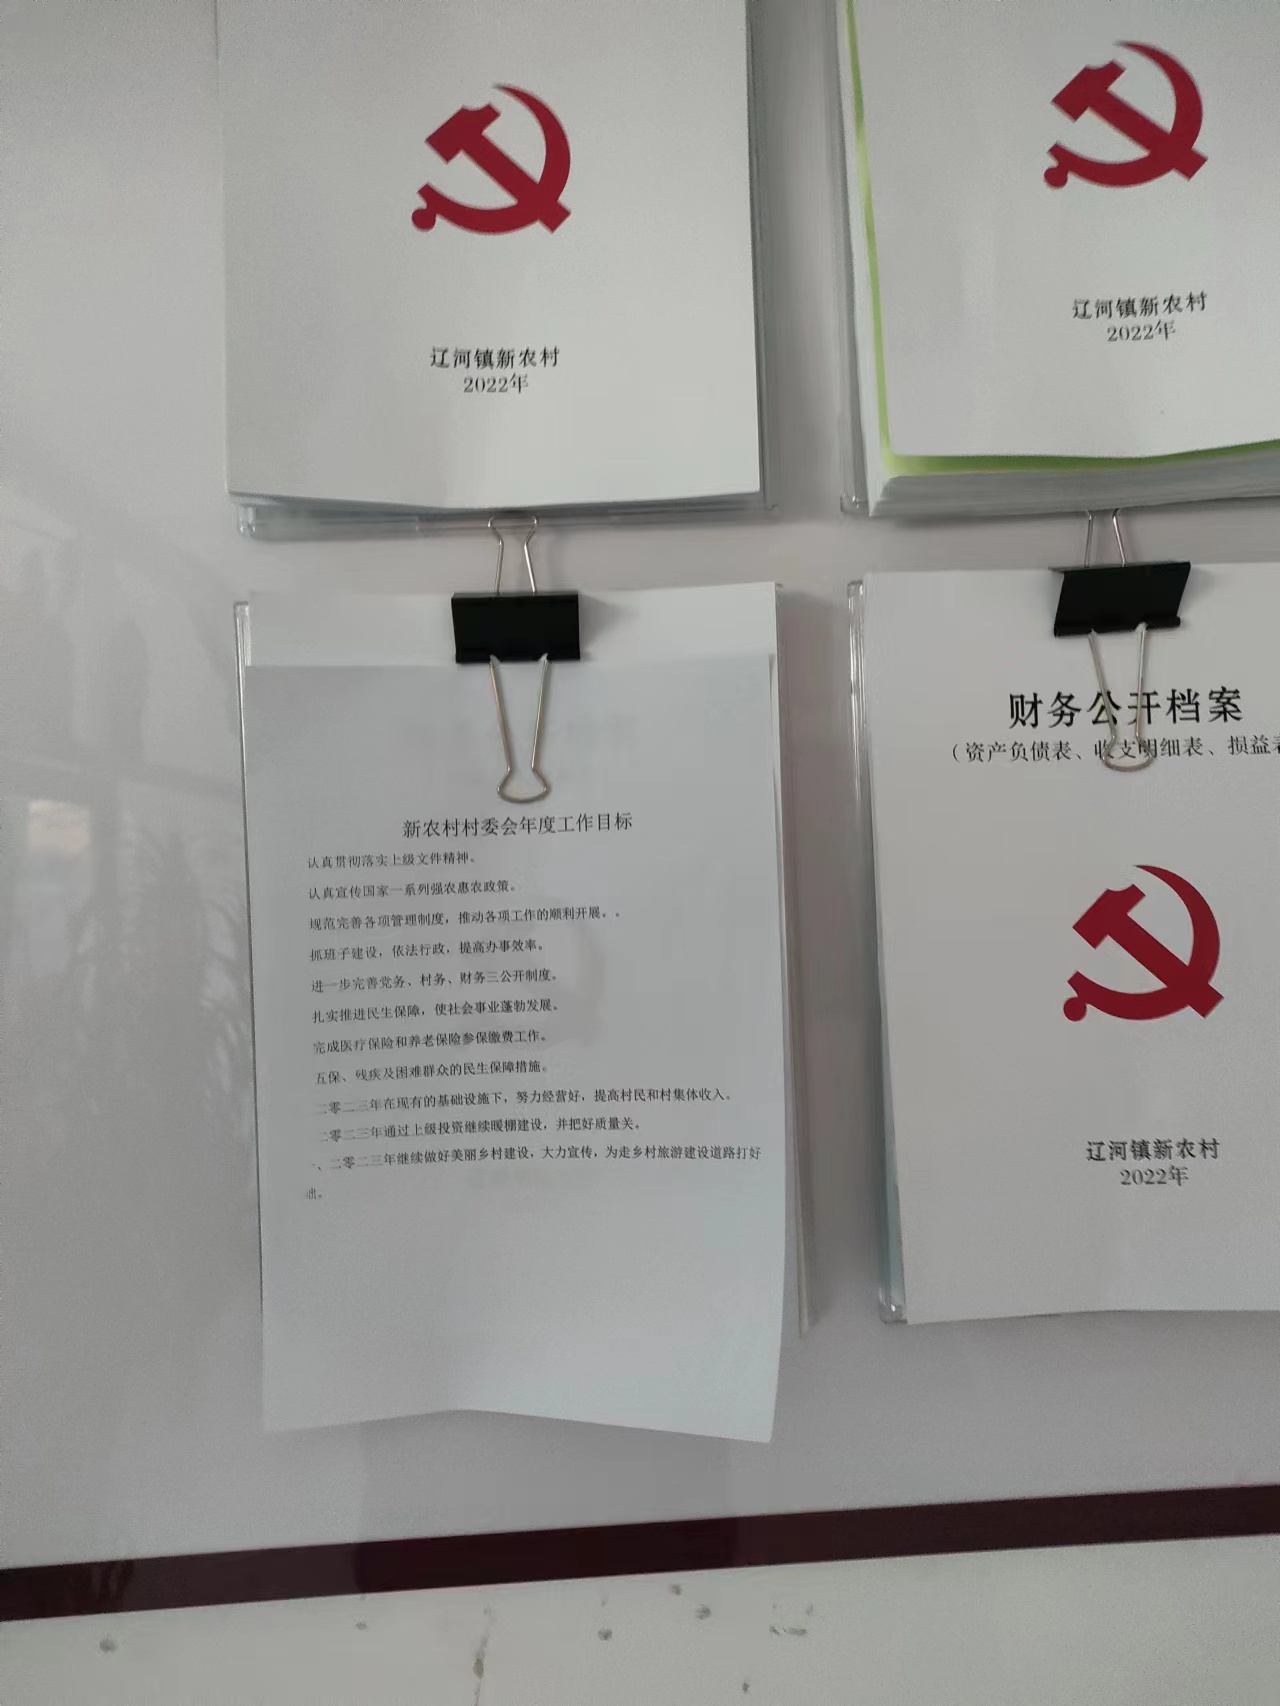 辽河镇新农村
2022年
辽河镇新农村
2022年
新农村村委会年度工作目标
认真贯彻落实上级文件精神。
认真宣传国家一系列强农惠农政策。
规范完善各项管理制度，推动各项工作的顺利开展。。
抓班子建设，依法行政，提高办事效率。
进一步完善党务、村务、财务三公开制度。
扎实推进民生保障，使社会事业蓬勃发展。
完成医疗保险和养老保险参保缴费工作。
五保、残疾及困难群众的民生保障措施。
二零二三年在现有的基础设施下，努力经营好，提高村民和村集体收入。
二零二三年通过上级投资继续暖棚建设，并把好质量关。
、二零二三年继续做好美丽乡村建设，大力宣传，为走乡村旅游建设道路打好
础。
财务公开档案
（资产负债表、收支明细表、损益表
辽河镇新农村
2022年